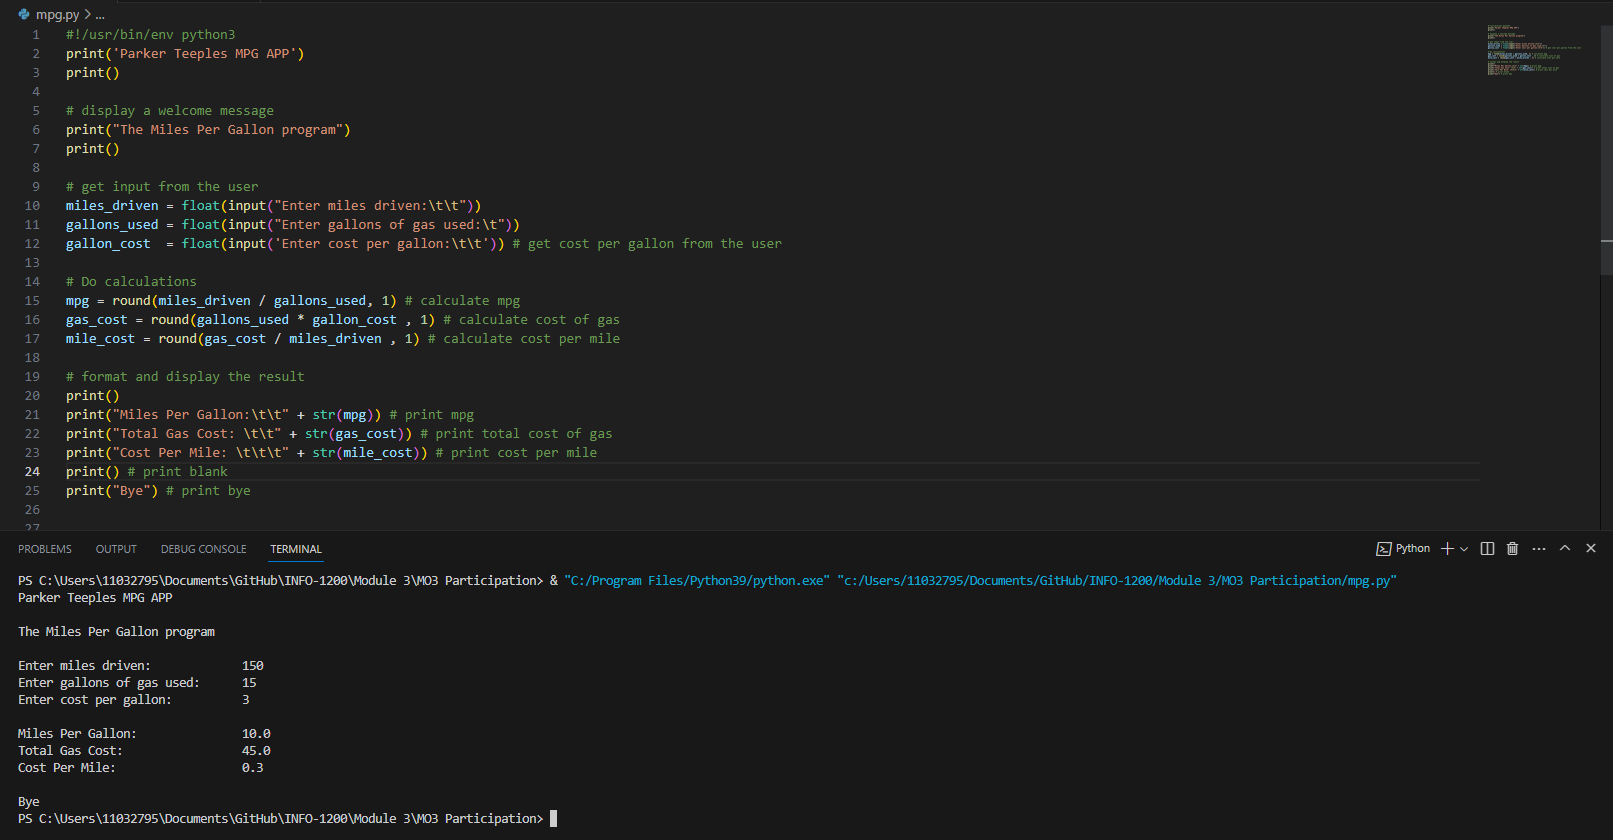 mpg.py > ...
1 #!/usr/bin/env python3
2 print('Parker Teeples MPG APP')
3 print()
4
5 # display a welcome message
6 print("The Miles Per Gallon program")
7 print()
8
9 # get input from the user
10 miles_driven = float(input("Enter miles driven:\t\t"))
11 gallons_used = float(input("Enter gallons of gas used:\t"))
12 gallon_cost  = float(input('Enter cost per gallon:\t\t')) # get cost per gallon from the user
13
14 # Do calculations
15 mpg = round(miles_driven / gallons_used, 1) # calculate mpg
16 gas_cost = round(gallons_used * gallon_cost , 1) # calculate cost of gas
17 mile_cost = round(gas_cost / miles_driven , 1) # calculate cost per mile
18
19 # format and display the result
20 print()
21 print("Miles Per Gallon:\t\t" + str(mpg)) # print mpg
22 print("Total Gas Cost: \t\t" + str(gas_cost)) # print total cost of gas
23 print("Cost Per Mile: \t\t\t" + str(mile_cost)) # print cost per mile
24 print() # print blank
25 print("Bye") # print bye
26
27
PROBLEMS OUTPUT DEBUG CONSOLE TERMINAL Python
PS C:\Users\11032795\Documents\GitHub\INFO-1200\Module 3\MO3 Participation> & "C:/Program Files/Python39/python.exe" "c:/Users/11032795/Documents/GitHub/INFO-1200/Module 3/MO3 Participation/mpg.py"
Parker Teeples MPG APP
The Miles Per Gallon program
Enter miles driven: 150
Enter gallons of gas used: 15
Enter cost per gallon: 3
Miles Per Gallon: 10.0
Total Gas Cost: 45.0
Cost Per Mile: 0.3
Bye
PS C:\Users\11032795\Documents\GitHub\INFO-1200\Module 3\MO3 Participation>